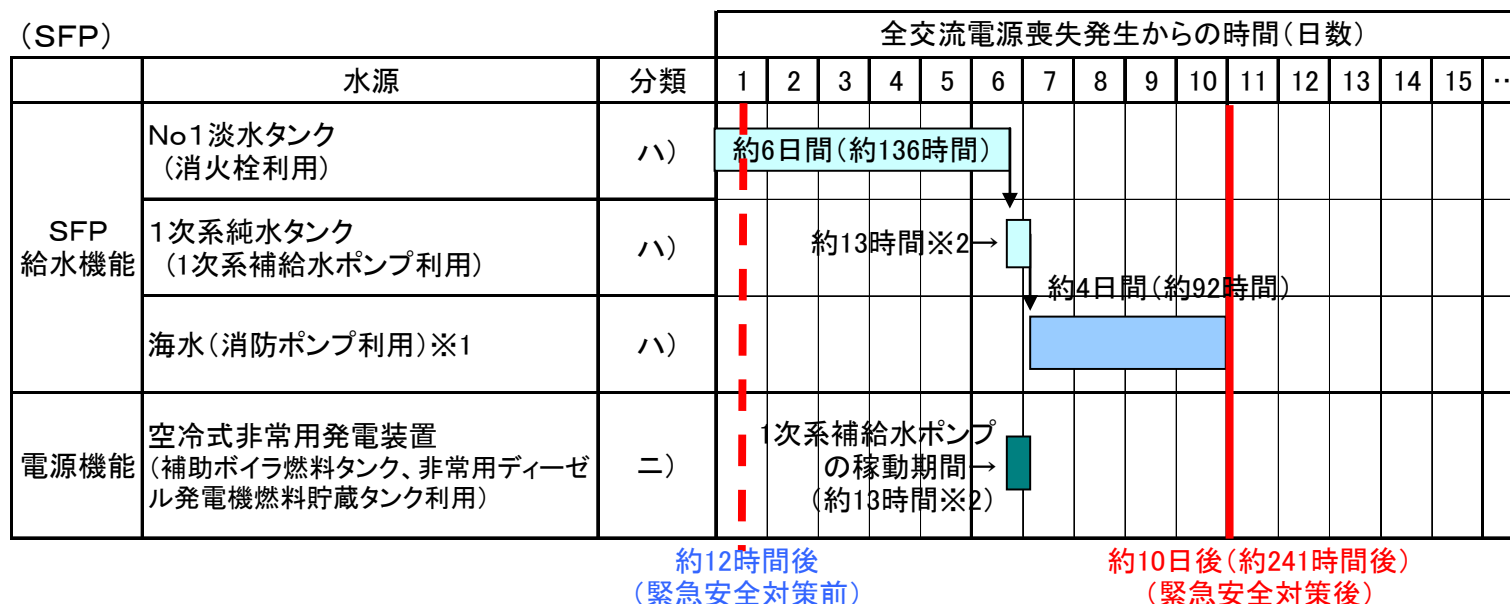 （SFP）
全交流電源喪失発生からの時間（日数）
水源 分類 1 2 3 4 5 6 7 8 9 10 11 12 13 14 15 ‥
No1淡水タンク
（消火栓利用）
ハ）
約6日間（約136時間）
SFP
給水機能
1次系純水タンク
（1次系補給水ポンプ利用）
ハ）
約13時間※2→
約4日間（約92時間）
海水（消防ポンプ利用）※1
ハ）
電源機能
空冷式非常用発電装置
（補助ボイラ燃料タンク、非常用ディーゼ
ル発電機燃料貯蔵タンク利用）
ニ）
1次系補給水ポンプ
の稼動期間→
（約13時間※2）
約12時間後
（緊急安全対策前）
約10日後（約241時間後）
（緊急安全対策後）